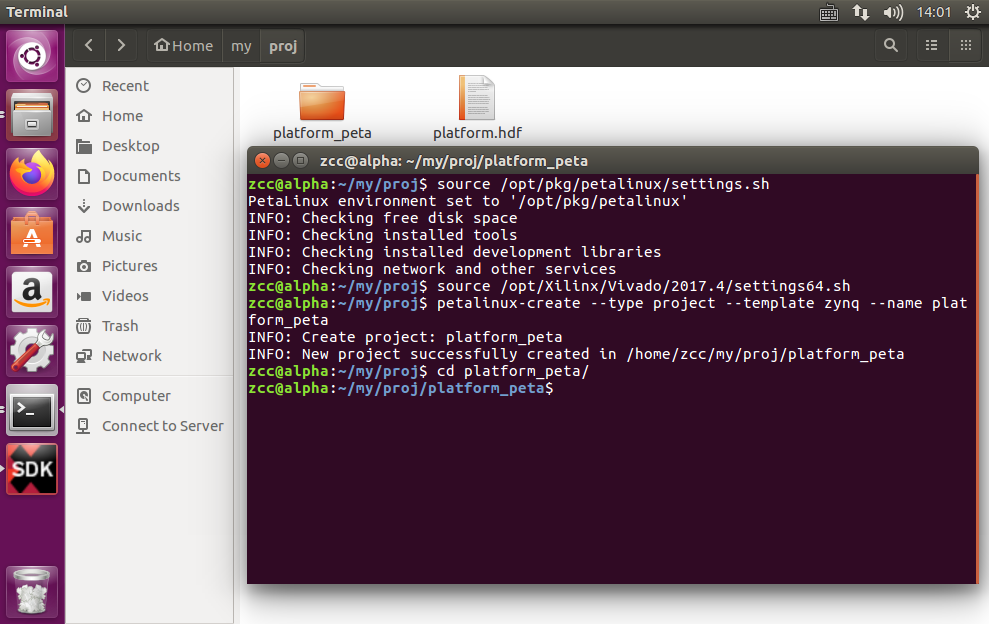 Terminal
14:01
Home
my
proj
Recent
Home
Desktop
Documents
Downloads
Music
Pictures
Videos
Trash
Network
Computer
Connect to Server
platform_peta
platform.hdf
zcc@alpha: ~/my/proj/platform_peta
zcc@alpha:~/my/proj$ source /opt/pkg/petalinux/settings.sh
PetaLinux environment set to '/opt/pkg/petalinux'
INFO: Checking free disk space
INFO: Checking installed tools
INFO: Checking installed development libraries
INFO: Checking network and other services
zcc@alpha:~/my/proj$ source /opt/Xilinx/Vivado/2017.4/settings64.sh
zcc@alpha:~/my/proj$ petalinux-create --type project --template zynq --name plat
form_peta
INFO: Create project: platform_peta
INFO: New project successfully created in /home/zcc/my/proj/platform_peta
zcc@alpha:~/my/proj$ cd platform_peta/
zcc@alpha:~/my/proj/platform_peta$
A
a
>_
SDK